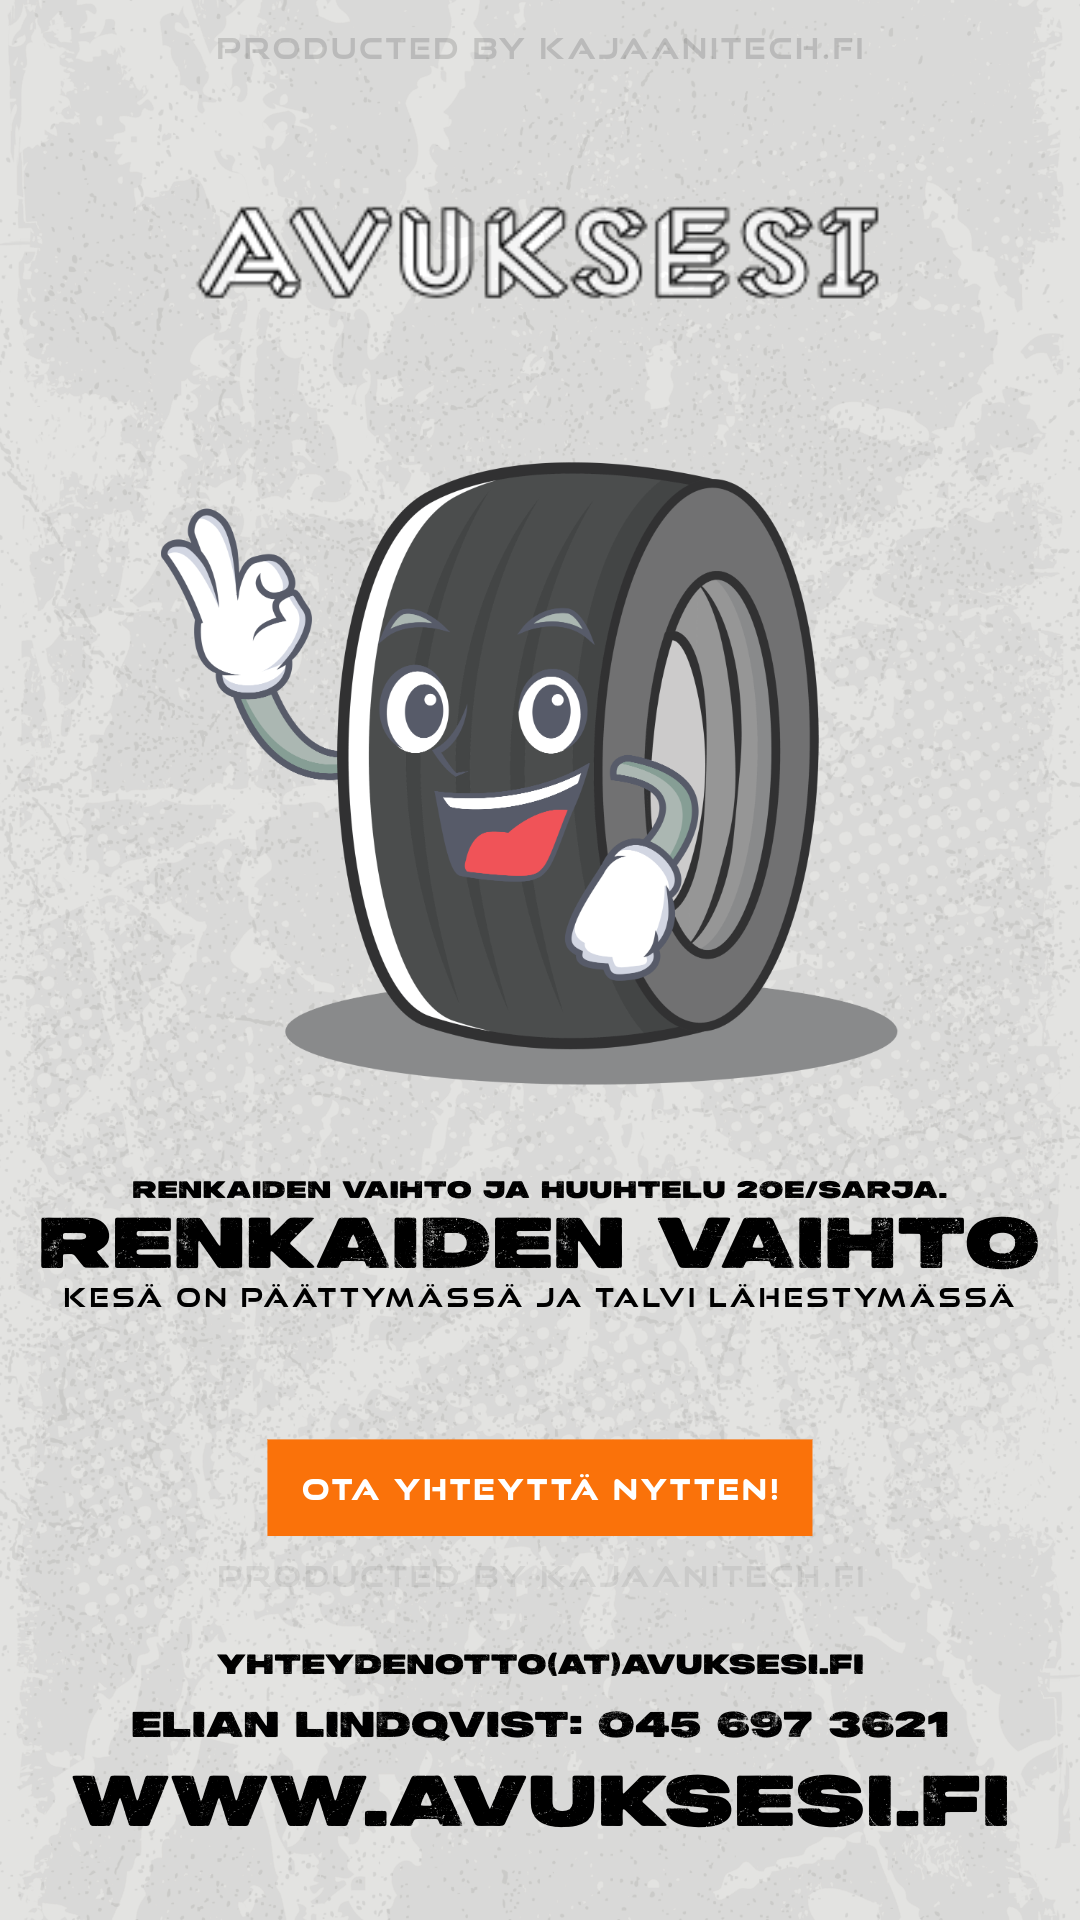 PRODUCTED BY KAJAANITECH.FI
AVUKSESI
RENKAIDEN VAIHTO JA HUUHTELU 20E/SARJA.
RENKAIDEN VAIHTO
KESÄ ON PÄÄTTYMÄSSÄ JA TALVI LÄHESTYMÄSSÄ
OTA YHTEYTTÄ NYTTEN!
PRODUCTED BY KAJAANITECH.FI
YHTEYDENOTTO(AT)AVUKSESI.FI
ELIAN LINDQVIST: 045 697 3621
WWW.AVUKSESI.FI